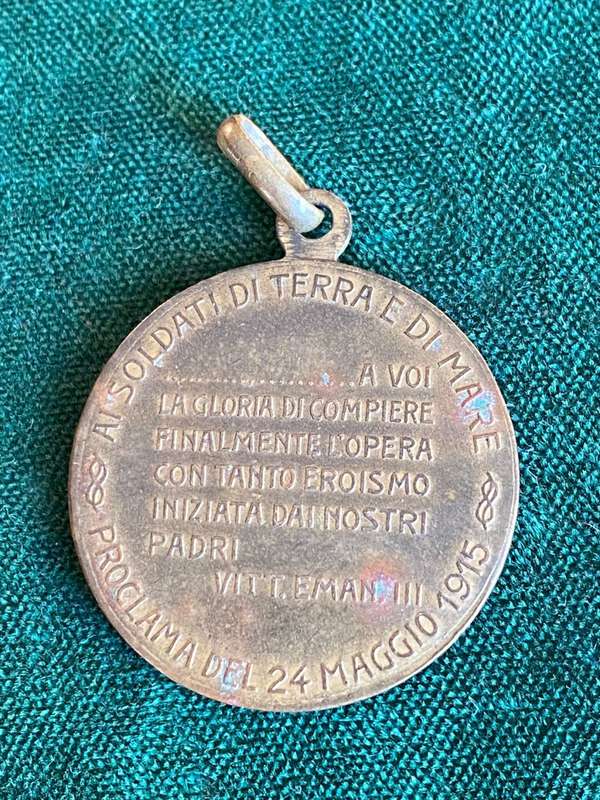 AI SOLDATI DI TERRA E DI MARE
.................... A VOI
LA GLORIA DI COMPIERE
FINALMENTE L'OPERA
CON TANTO EROISMO
INIZIATA DAI NOSTRI
PADRI
VITT. EMAN. III
PROCLAMA DEL 24 MAGGIO 1915